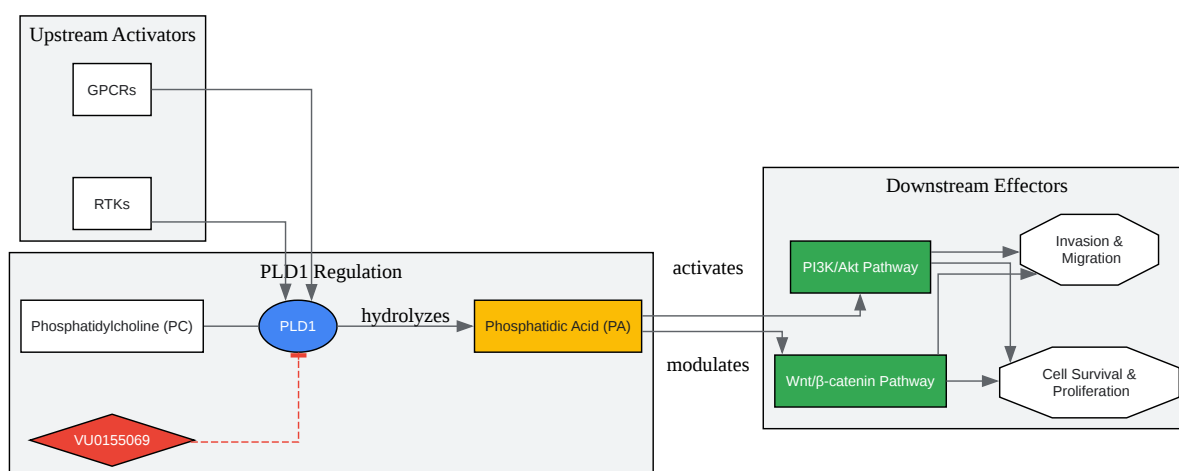 Upstream Activators
GPCRs
RTKs
PLD1 Regulation
Phosphatidylcholine (PC)
PLD1
hydrolyzes
Phosphatidic Acid (PA)
VU0155069
activates
modulates
Downstream Effectors
PI3K/Akt Pathway
Wnt/β-catenin Pathway
Invasion &
Migration
Cell Survival &
Proliferation